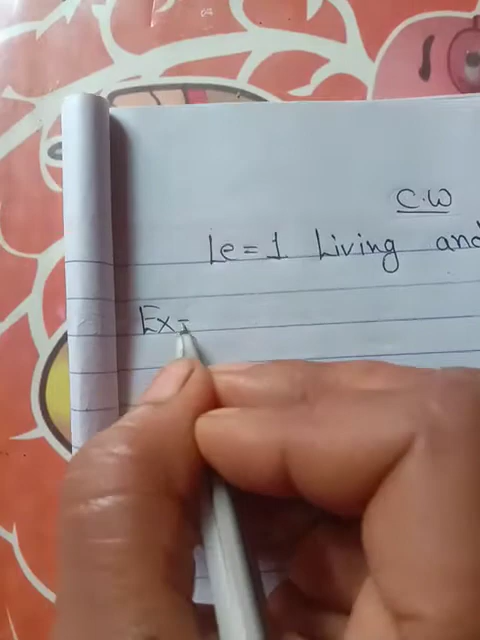 C.W
Le = 1 Living and
Ex-